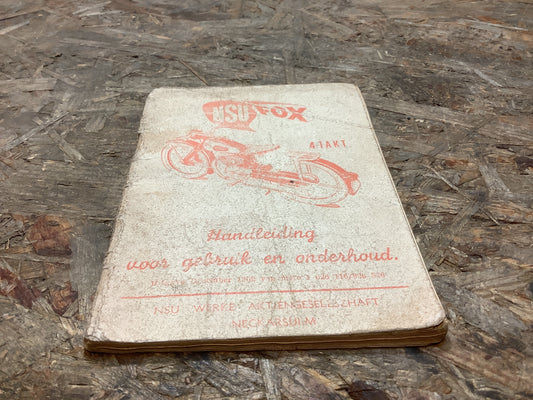 NSU FOX
4-TAKT
Handleiding
voor gebruik en onderhoud.
NSU WERKE AKTIENGESELLSCHAFT
NECKARSULM